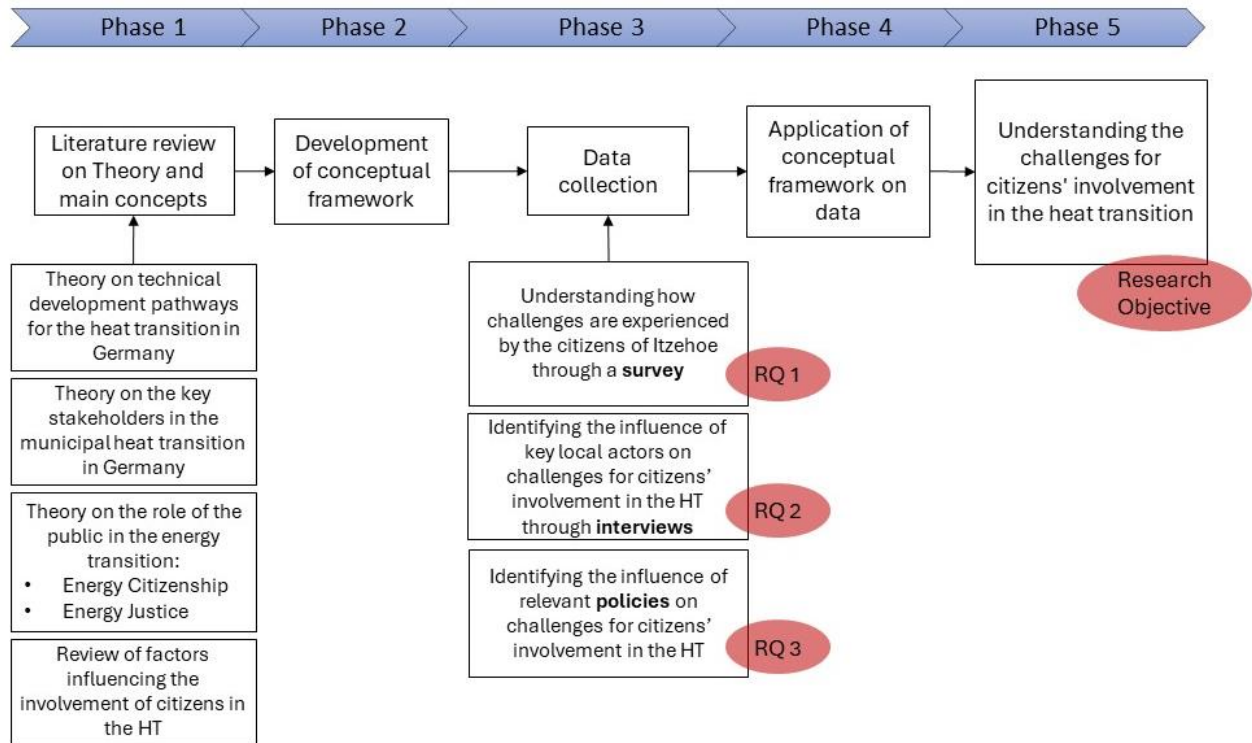 Phase 1
Phase 2
Phase 3
Phase 4
Phase 5
Literature review
on Theory and
main concepts
Development
of conceptual
framework
Data
collection
Application of
conceptual
framework on
data
Understanding the
challenges for
citizens' involvement
in the heat transition
Research
Objective
Theory on technical
development pathways
for the heat transition in
Germany
Theory on the key
stakeholders in the
municipal heat transition
in Germany
Theory on the role of the
public in the energy
transition:
• Energy Citizenship
• Energy Justice
Review of factors
influencing the
involvement of citizens in
the HT
Understanding how
challenges are experienced
by the citizens of Itzehoe
through a survey
RQ 1
Identifying the influence of
key local actors on
challenges for citizens’
involvement in the HT
through interviews
RQ 2
Identifying the influence of
relevant policies on
challenges for citizens’
involvement in the HT
RQ 3